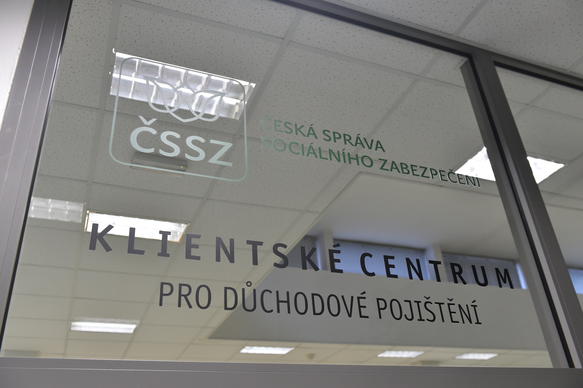 ČSSZ
ČESKÁ SPRÁVA
SOCIÁLNÍHO ZABEZPEČENÍ
KLIENTSKÉ CENTRUM
PRO DŮCHODOVÉ POJIŠTĚNÍ